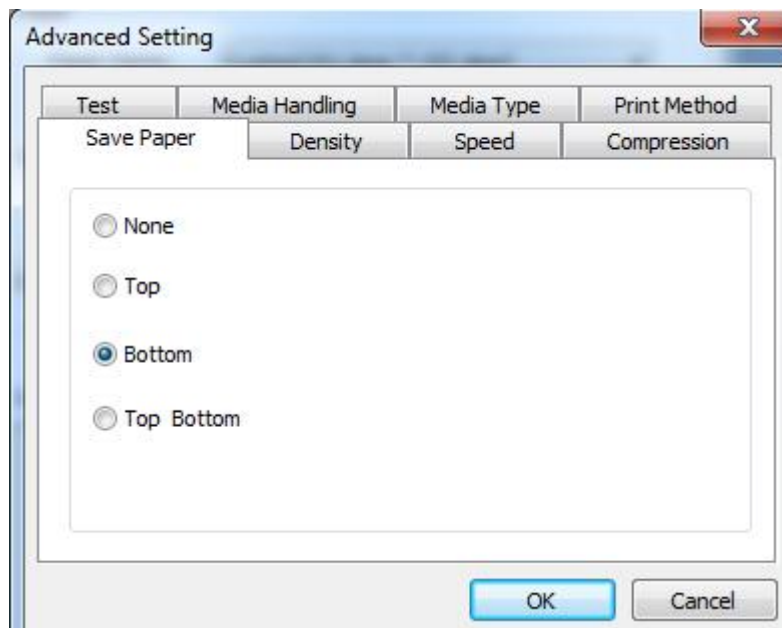 Advanced Setting
Test Media Handling Media Type Print Method
Save Paper Density Speed Compression
None
Top
Bottom
Top Bottom
OK Cancel